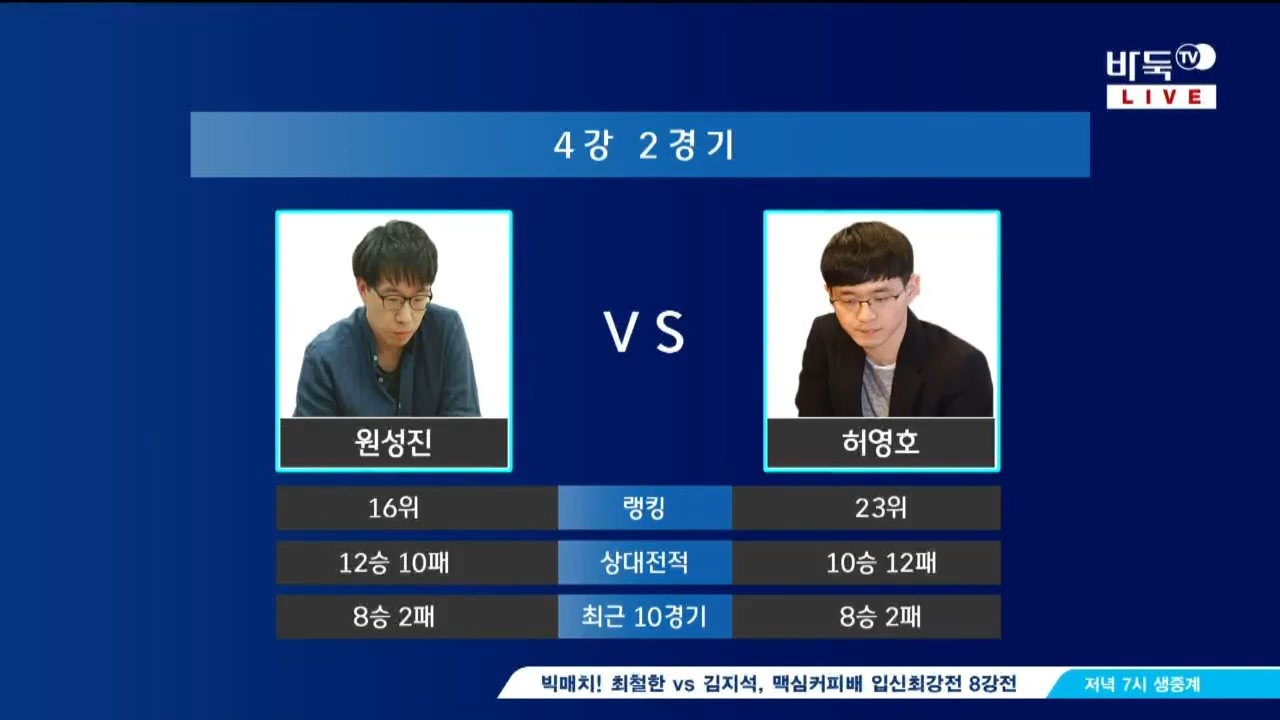 바둑TV
LIVE
4강 2경기
VS
원성진
허영호
16위 랭킹 23위
12승 10패 상대전적 10승 12패
8승 2패 최근 10경기 8승 2패
빅매치! 최철한 vs 김지석, 맥심커피배 입신최강전 8강전 저녁 7시 생중계